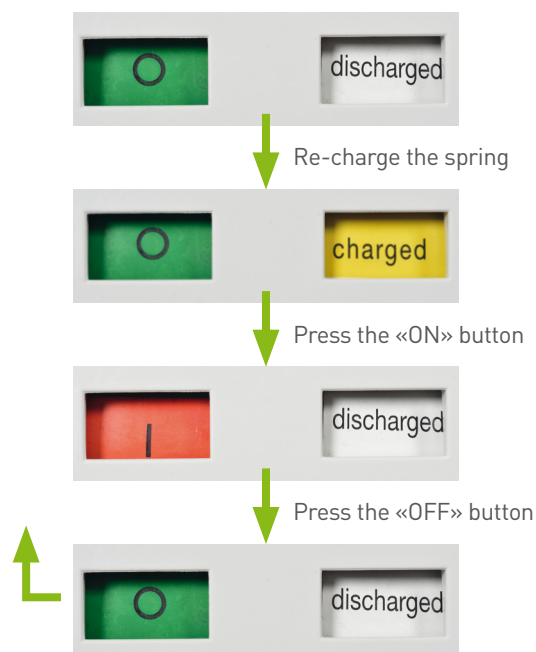 O discharged
Re-charge the spring
O charged
Press the «ON» button
I discharged
Press the «OFF» button
O discharged